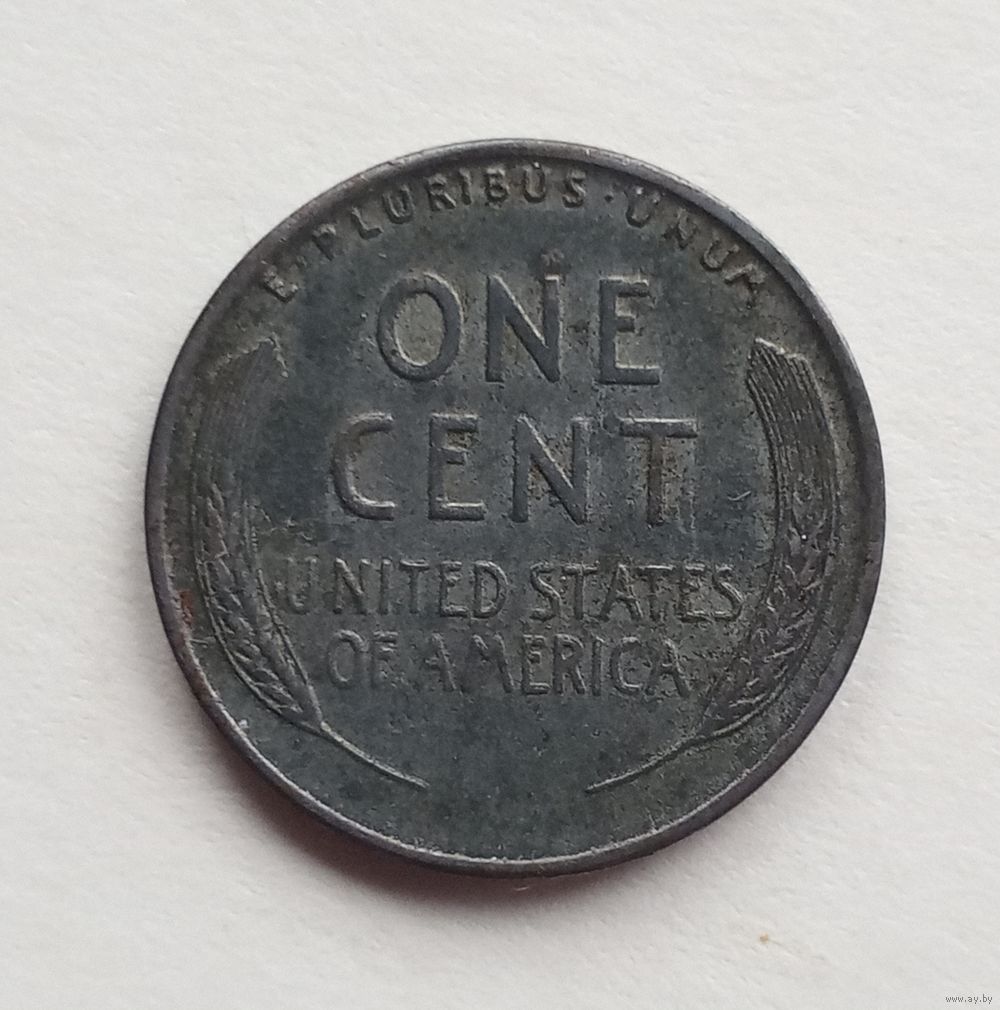 E · PLURIBUS · UNUM
ONE
CENT
UNITED STATES
OF AMERICA
www.ay.by